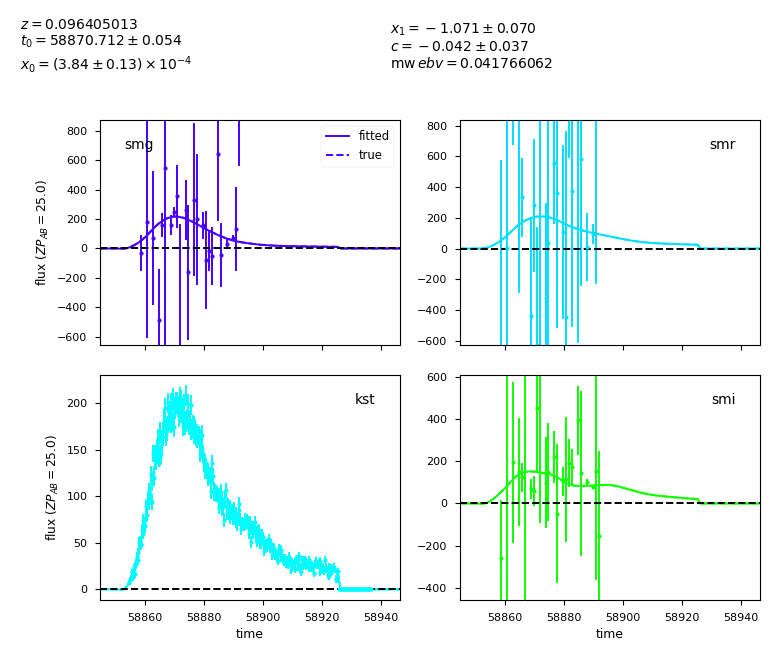 z = 0.096405013
t₀ = 58870.712 ± 0.054
x₀ = (3.84 ± 0.13) × 10⁻⁴
x₁ = −1.071 ± 0.070
c = −0.042 ± 0.037
mw ebv = 0.041766062
smg
fitted
true
800
600
400
200
0
−200
−400
−600
flux (ZP_AB = 25.0)
smr
800
600
400
200
0
−200
−400
−600
kst
200
150
100
50
0
flux (ZP_AB = 25.0)
58860 58880 58900 58920 58940
time
smi
600
400
200
0
−200
−400
58860 58880 58900 58920 58940
time